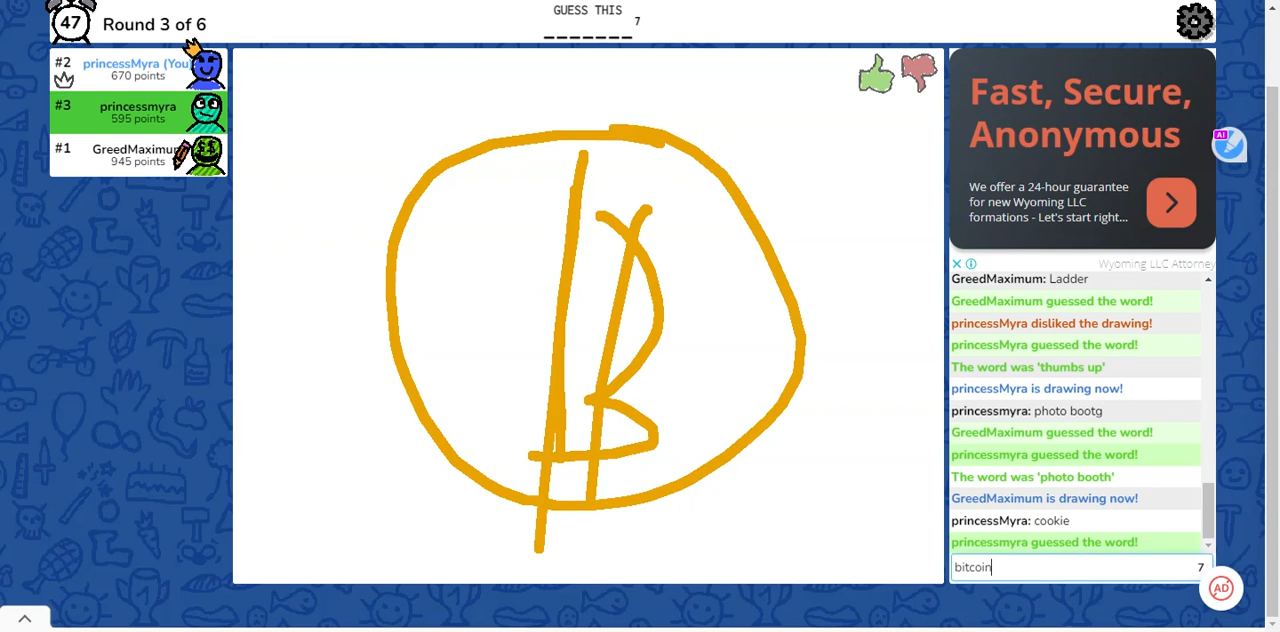 47
Round 3 of 6
GUESS THIS
_______ 7
#2
princessMyra (You)
670 points
#3
princessmyra
595 points
#1
GreedMaximum
945 points
B
Fast, Secure,
Anonymous
We offer a 24-hour guarantee
for new Wyoming LLC
formations - Let's start right...
Wyoming LLC Attorney
AI
GreedMaximum: Ladder
GreedMaximum guessed the word!
princessMyra disliked the drawing!
princessMyra guessed the word!
The word was 'thumbs up'
princessMyra is drawing now!
princessmyra: photo bootg
GreedMaximum guessed the word!
princessmyra guessed the word!
The word was 'photo booth'
GreedMaximum is drawing now!
princessMyra: cookie
princessmyra guessed the word!
bitcoin
7
AD